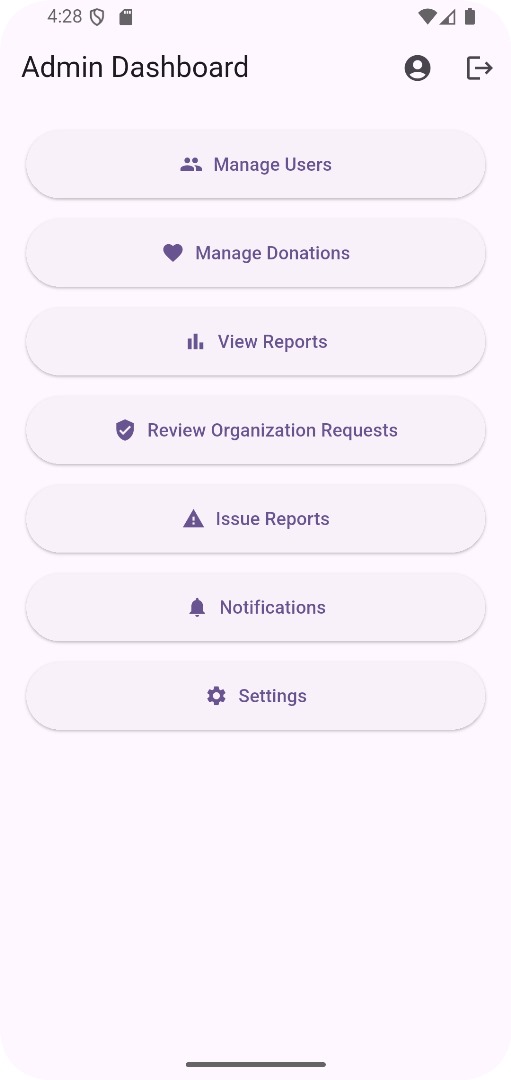 4:28
Admin Dashboard
Manage Users
Manage Donations
View Reports
Review Organization Requests
Issue Reports
Notifications
Settings